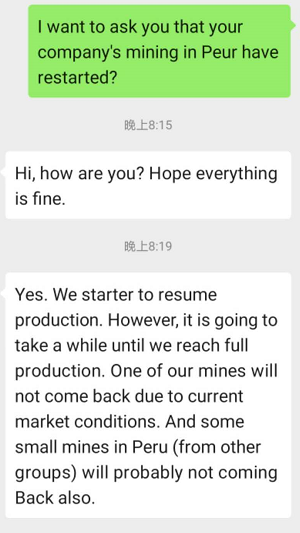 I want to ask you that your
company's mining in Peur have
restarted?
晚上8:15
Hi, how are you? Hope everything
is fine.
晚上8:19
Yes. We starter to resume
production. However, it is going to
take a while until we reach full
production. One of our mines will
not come back due to current
market conditions. And some
small mines in Peru (from other
groups) will probably not coming
Back also.